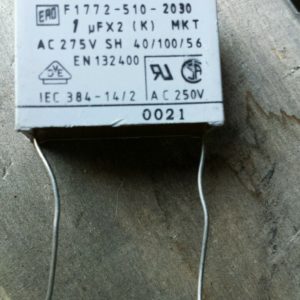 ERO F1772-510-2030
1 µFX2 (K) MKT
AC 275V SH 40/100/56
EN 132400
IEC 384-14/2 AC 250V
0021